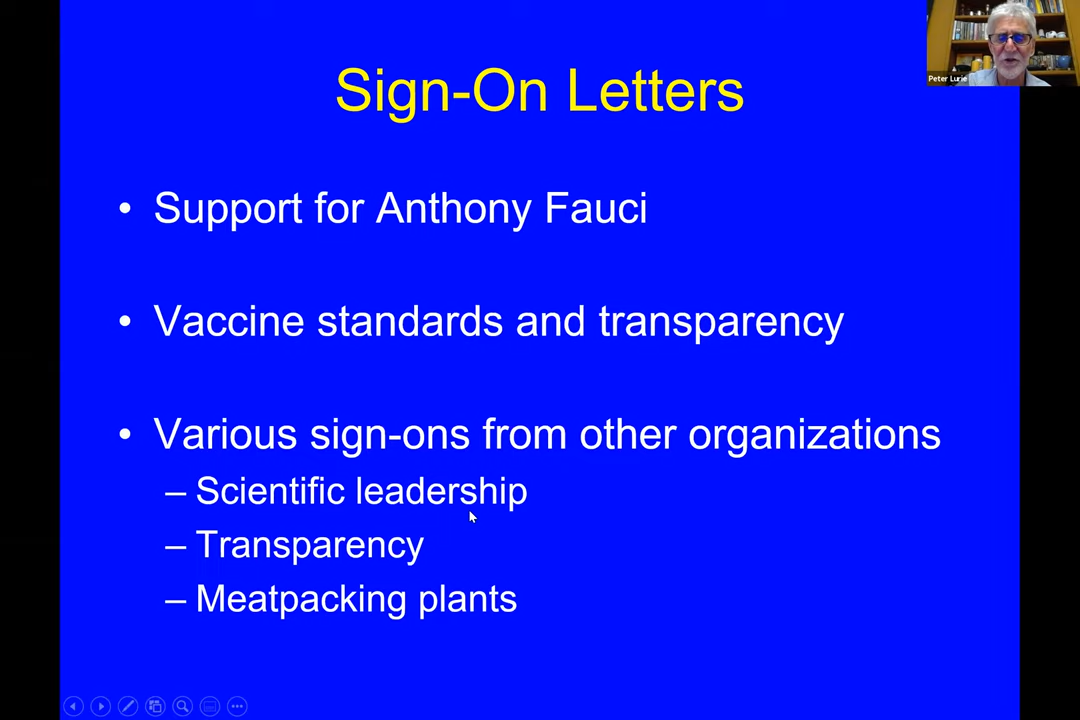 Peter Lurie
Sign-On Letters
• Support for Anthony Fauci
• Vaccine standards and transparency
• Various sign-ons from other organizations
– Scientific leadership
– Transparency
– Meatpacking plants